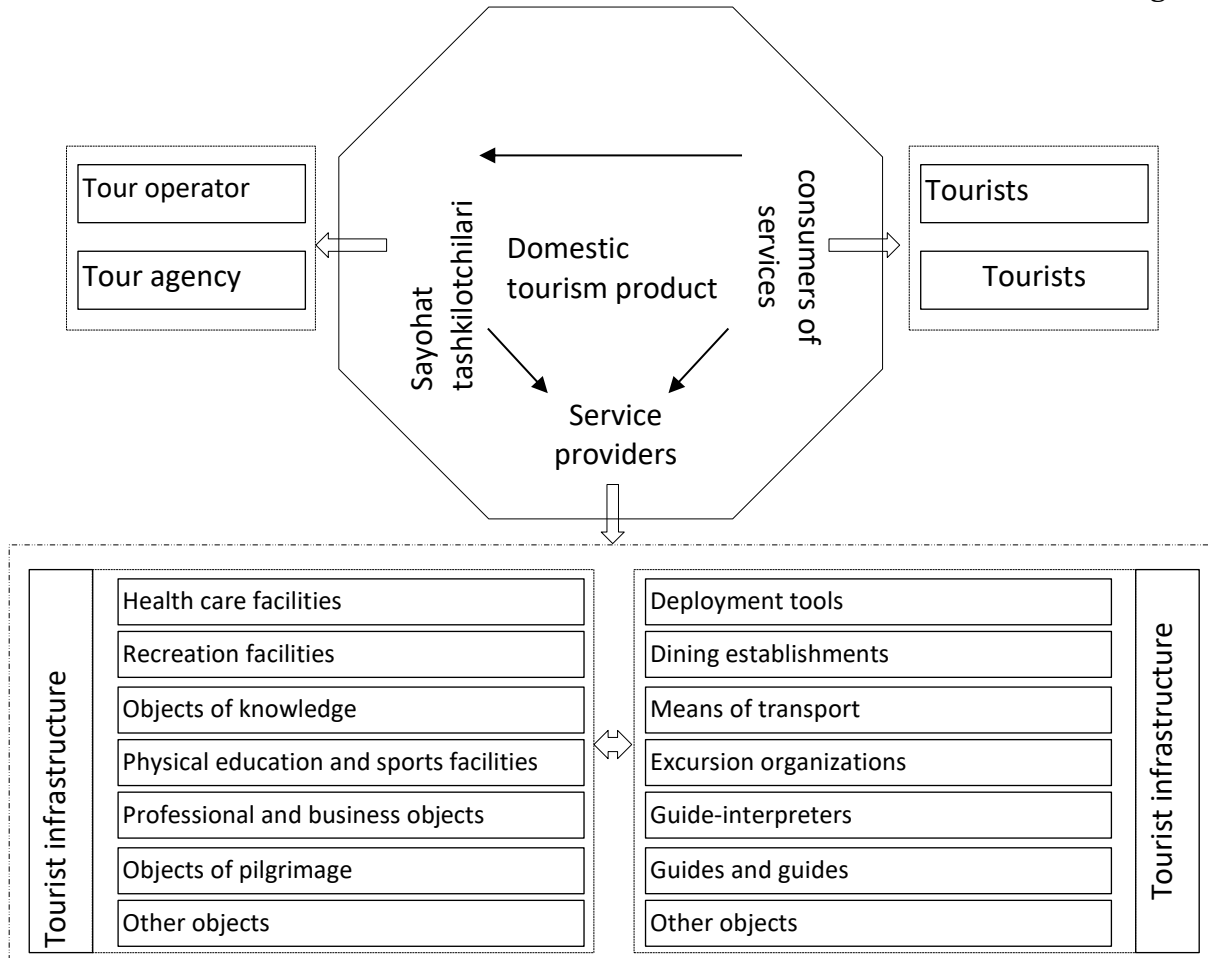 g
Tour operator
Tour agency
Sayohat
tashkilotchilari
Domestic
tourism product
consumers of
services
Tourists
Tourists
Service
providers
Tourist infrastructure
Health care facilities
Recreation facilities
Objects of knowledge
Physical education and sports facilities
Professional and business objects
Objects of pilgrimage
Other objects
Deployment tools
Dining establishments
Means of transport
Excursion organizations
Guide-interpreters
Guides and guides
Other objects
Tourist infrastructure